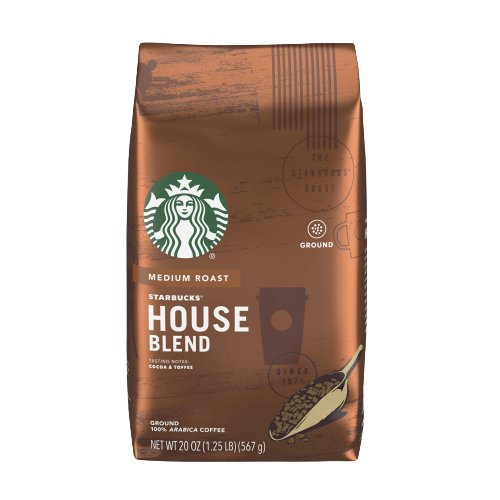 THE
STARBUCKS®
ROAST
GROUND
®
MEDIUM ROAST
STARBUCKS®
HOUSE
BLEND
TASTING NOTES:
COCOA & TOFFEE
SINCE
1971
GROUND
100% ARABICA COFFEE
NET WT 20 OZ (1.25 LB) (567 g)